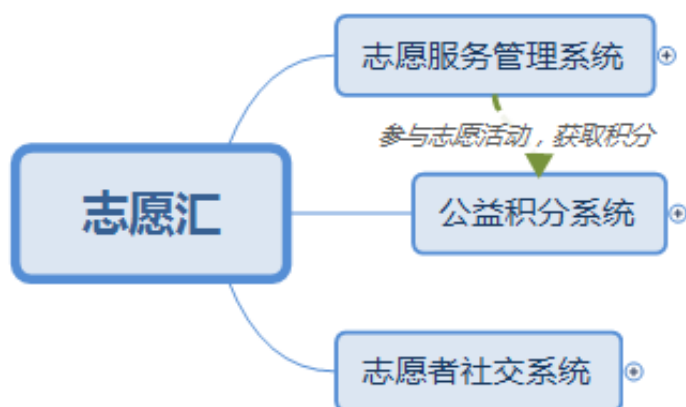 志愿服务管理系统
参与志愿活动，获取积分
志愿汇
公益积分系统
志愿者社交系统